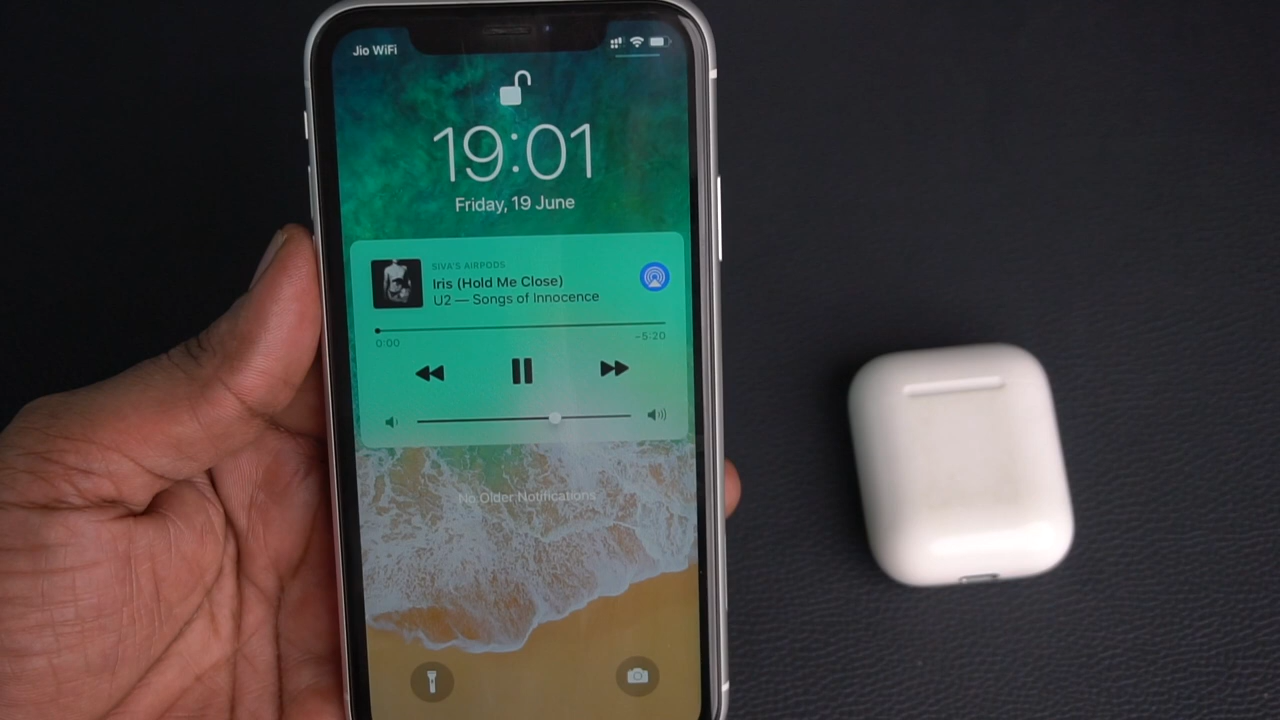 Jio WiFi
19:01
Friday, 19 June
SIVA'S AIRPODS
Iris (Hold Me Close)
U2 — Songs of Innocence
0:00
-5:20
No Older Notifications